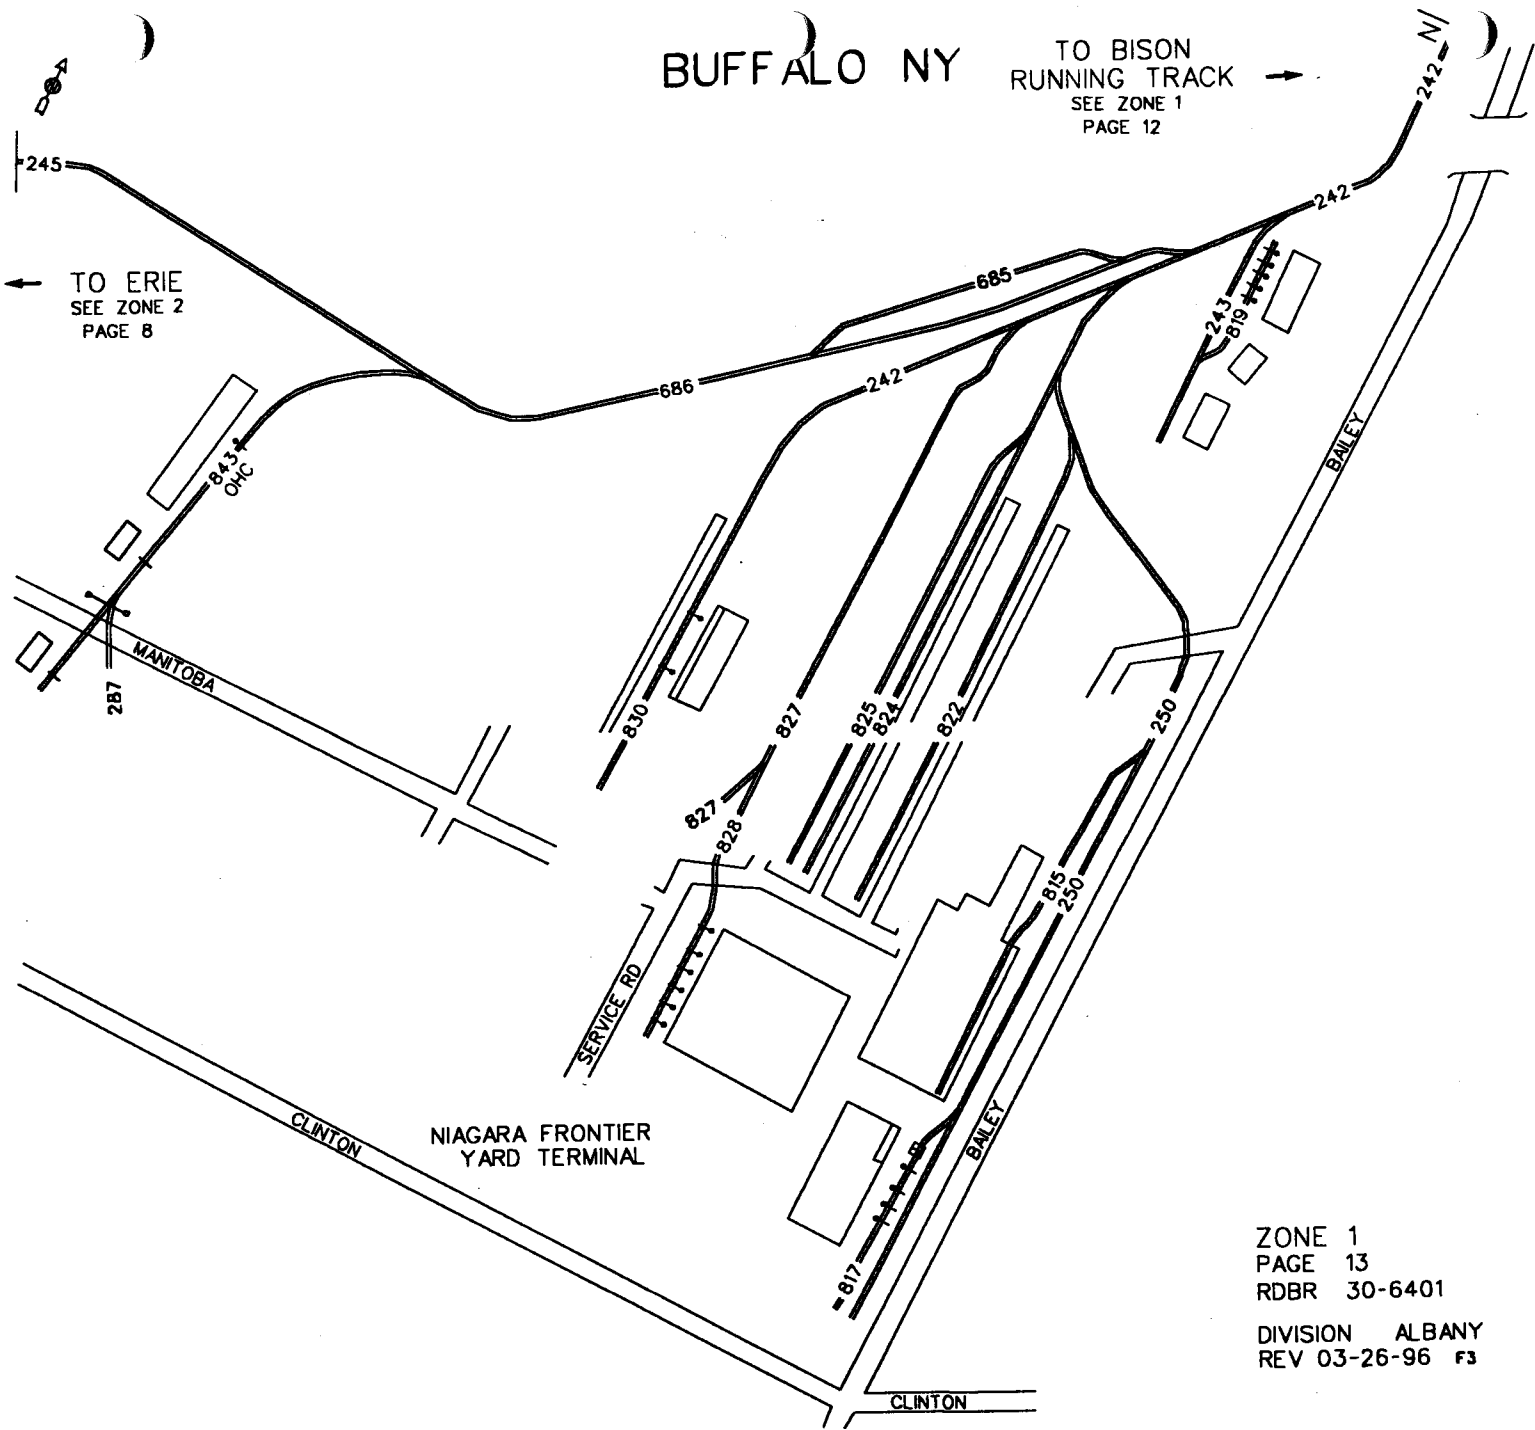 BUFFALO NY
TO BISON
RUNNING TRACK
SEE ZONE 1
PAGE 12
N
242
245
242
TO ERIE
SEE ZONE 2
PAGE 8
685
243
819
686
242
BAILEY
843
OHC
MANITOBA
287
830
827
825
824
822
250
827
828
815
250
SERVICE RD
CLINTON
NIAGARA FRONTIER
YARD TERMINAL
BAILEY
817
ZONE 1
PAGE 13
RDBR 30-6401
DIVISION ALBANY
REV 03-26-96 F3
CLINTON